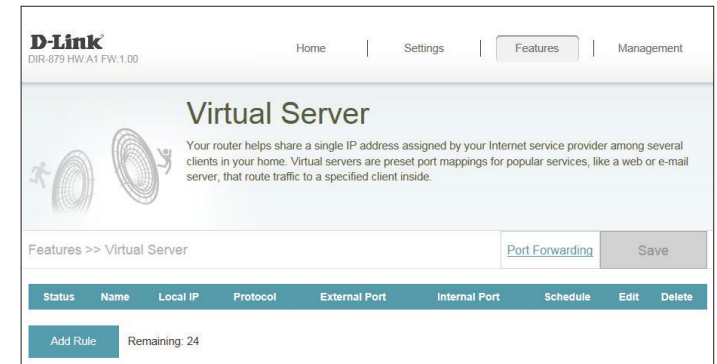 D-Link
DIR-879 HW:A1 FW:1.00
Home | Settings | Features | Management
Virtual Server
Your router helps share a single IP address assigned by your Internet service provider among several
clients in your home. Virtual servers are preset port mappings for popular services, like a web or e-mail
server, that route traffic to a specified client inside.
Features >> Virtual Server Port Forwarding Save
Status Name Local IP Protocol External Port Internal Port Schedule Edit Delete
Add Rule Remaining: 24